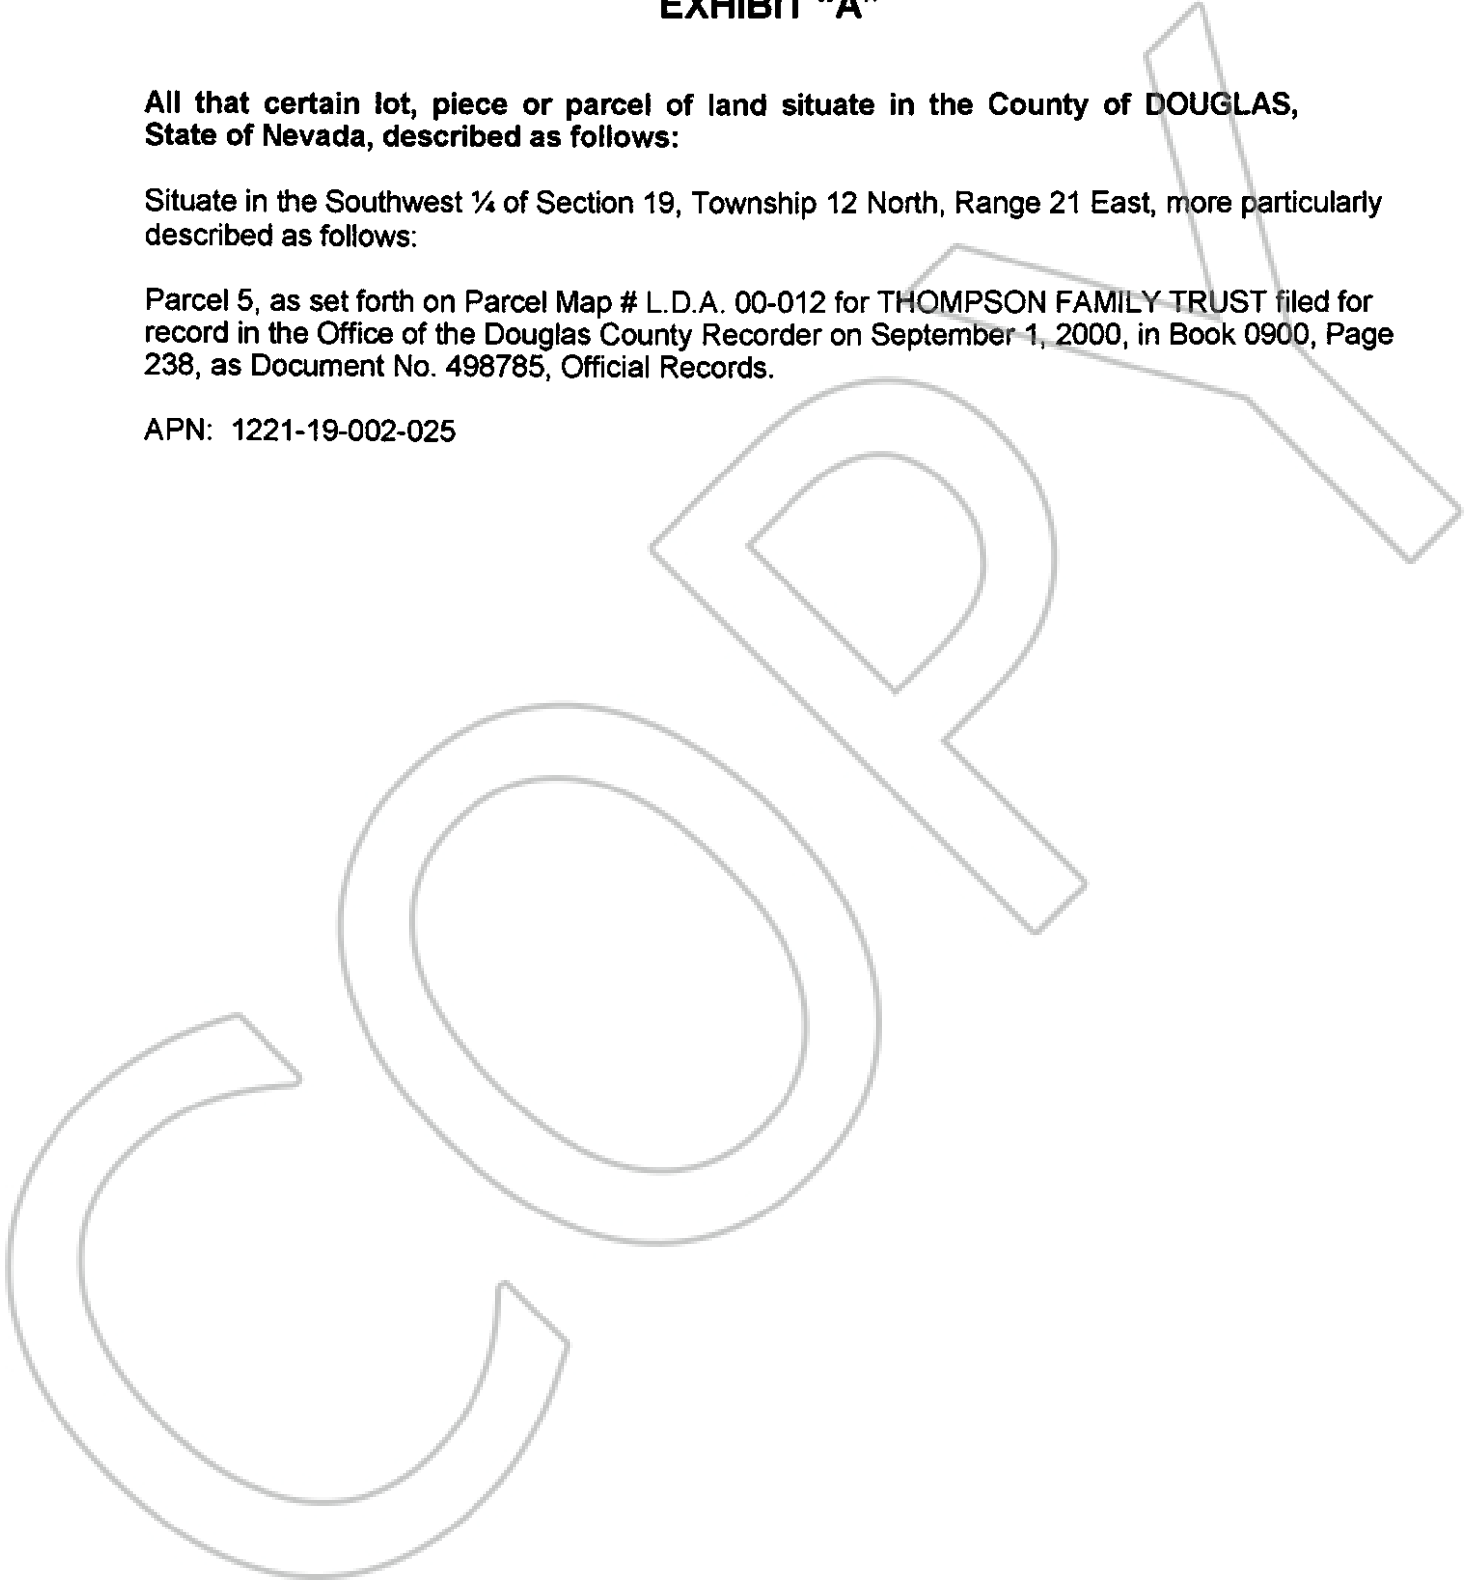 EXHIBIT "A"
All that certain lot, piece or parcel of land situate in the County of DOUGLAS,
State of Nevada, described as follows:
Situate in the Southwest ¼ of Section 19, Township 12 North, Range 21 East, more particularly
described as follows:
Parcel 5, as set forth on Parcel Map # L.D.A. 00-012 for THOMPSON FAMILY TRUST filed for
record in the Office of the Douglas County Recorder on September 1, 2000, in Book 0900, Page
238, as Document No. 498785, Official Records.
APN: 1221-19-002-025
COPY